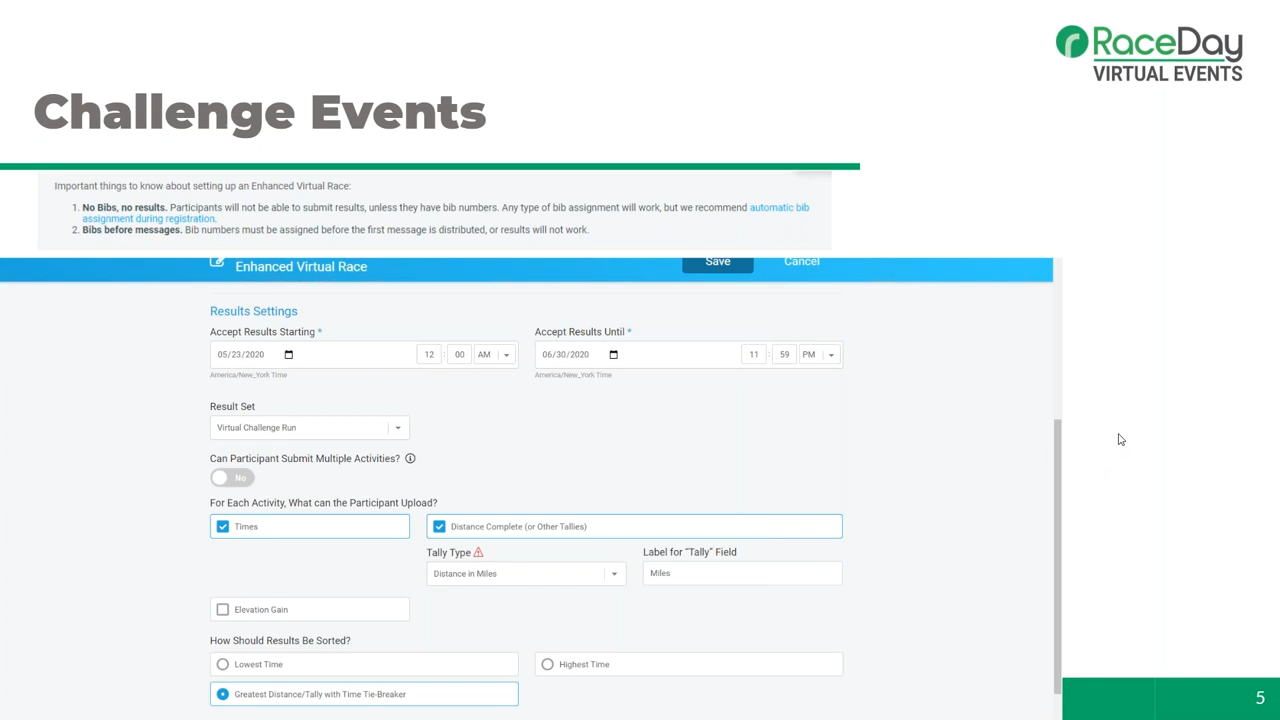 RaceDay
VIRTUAL EVENTS
Challenge Events
Important things to know about setting up an Enhanced Virtual Race:
1. No Bibs, no results. Participants will not be able to submit results, unless they have bib numbers. Any type of bib assignment will work, but we recommend automatic bib
assignment during registration.
2. Bibs before messages. Bib numbers must be assigned before the first message is distributed, or results will not work.
Enhanced Virtual Race
Save
Cancel
Results Settings
Accept Results Starting *
Accept Results Until *
05/23/2020
12 : 00 AM
06/30/2020
11 : 59 PM
America/New_York Time
America/New_York Time
Result Set
Virtual Challenge Run
Can Participant Submit Multiple Activities?
No
For Each Activity, What can the Participant Upload?
Times
Distance Complete (or Other Tallies)
Tally Type
Label for "Tally" Field
Distance in Miles
Miles
Elevation Gain
How Should Results Be Sorted?
Lowest Time
Highest Time
Greatest Distance/Tally with Time Tie-Breaker
5